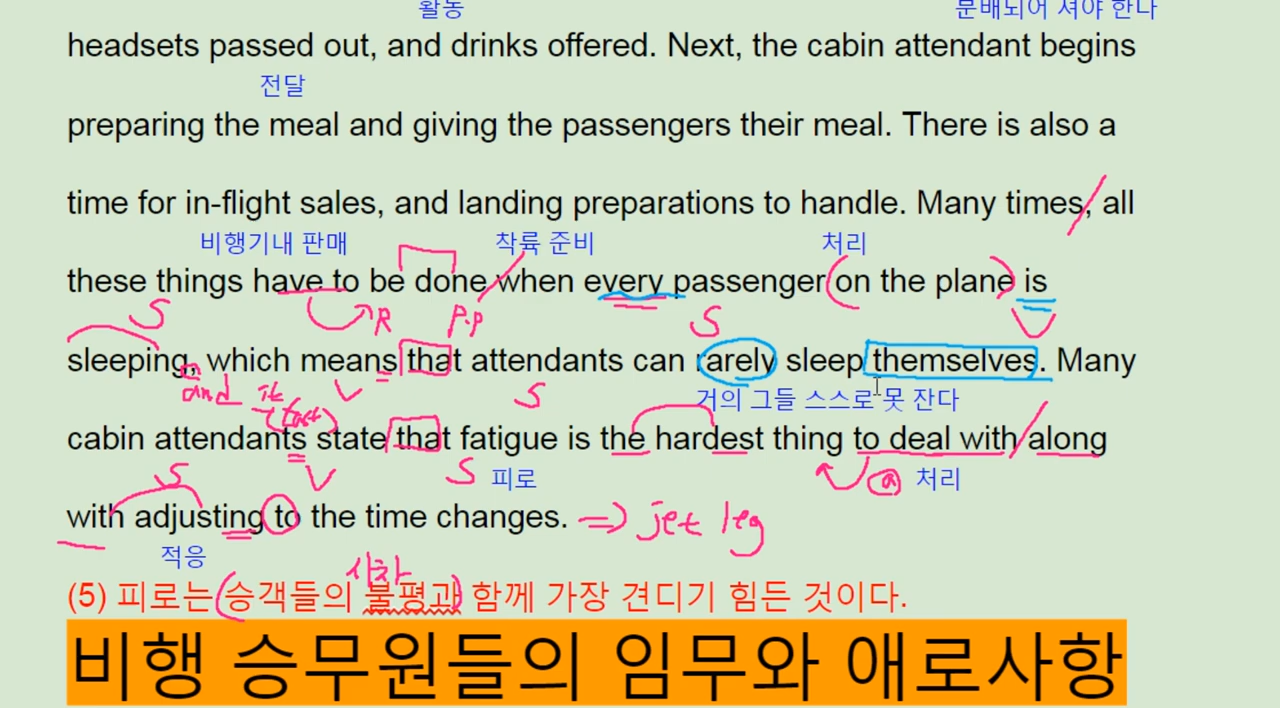 활동 분배되어 져야 한다
headsets passed out, and drinks offered. Next, the cabin attendant begins
전달
preparing the meal and giving the passengers their meal. There is also a
time for in-flight sales, and landing preparations to handle. Many times, all
비행기내 판매 착륙 준비 처리
these things have to be done when every passenger on the plane is
S R P.P S V
sleeping, which means that attendants can rarely sleep themselves. Many
and it V S 거의 그들 스스로 못 잔다
(fact)
cabin attendants state that fatigue is the hardest thing to deal with along
S V S 피로 ⓐ 처리
with adjusting to the time changes. => jet leg
적응 시차
(5) 피로는 (승객들의 불평과) 함께 가장 견디기 힘든 것이다.
비행 승무원들의 임무와 애로사항